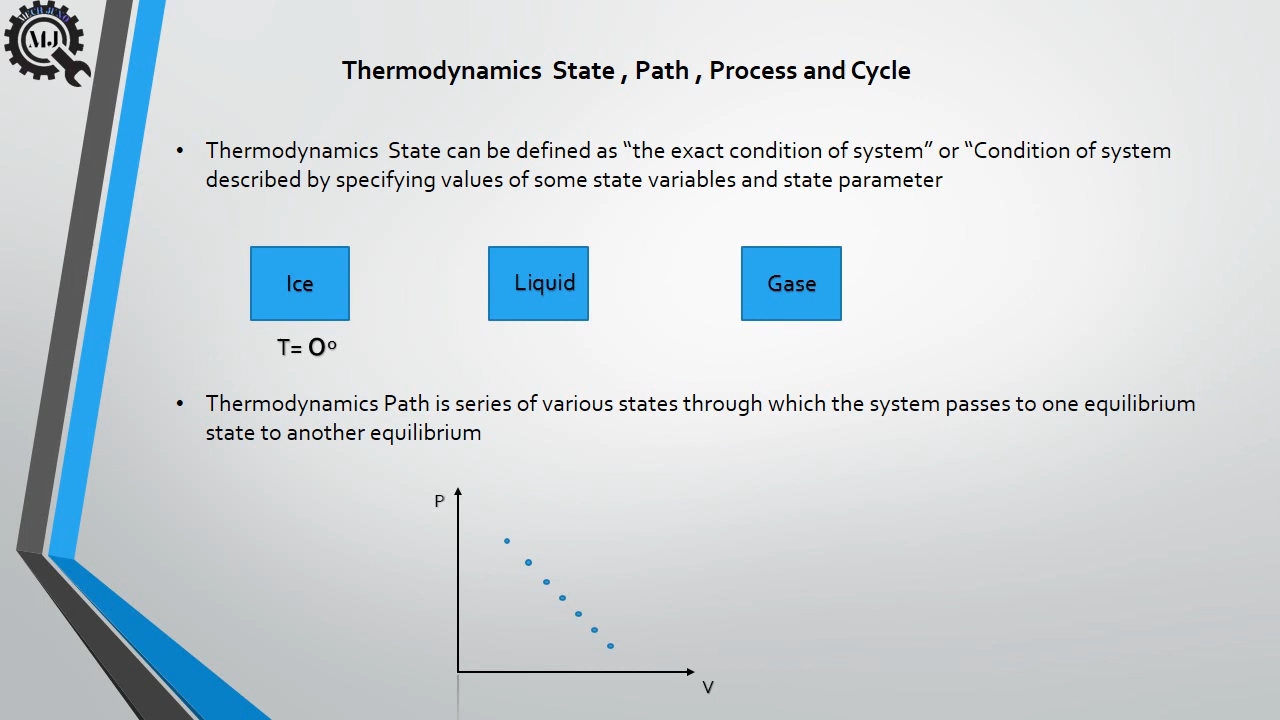 M.J
Thermodynamics State , Path , Process and Cycle
• Thermodynamics State can be defined as “the exact condition of system” or “Condition of system
described by specifying values of some state variables and state parameter
Ice
Liquid
Gase
T= 0°
• Thermodynamics Path is series of various states through which the system passes to one equilibrium
state to another equilibrium
P
V